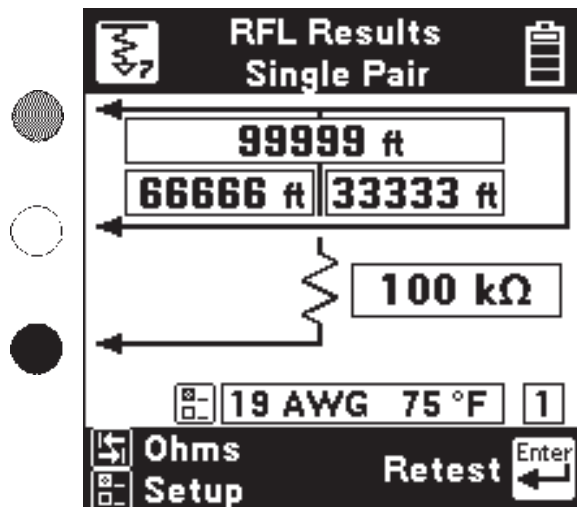 7
RFL Results
Single Pair
99999 ft
66666 ft 33333 ft
100 kΩ
19 AWG 75 °F 1
Ohms
Enter
Retest
Setup